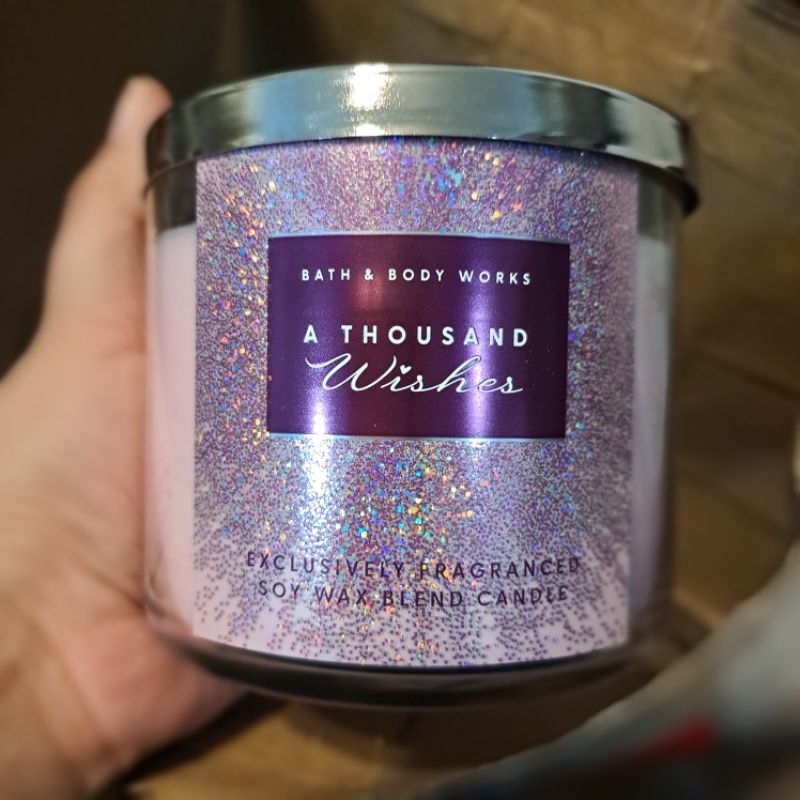 BATH & BODY WORKS
A THOUSAND
Wishes
EXCLUSIVELY FRAGRANCED
SOY WAX BLEND CANDLE